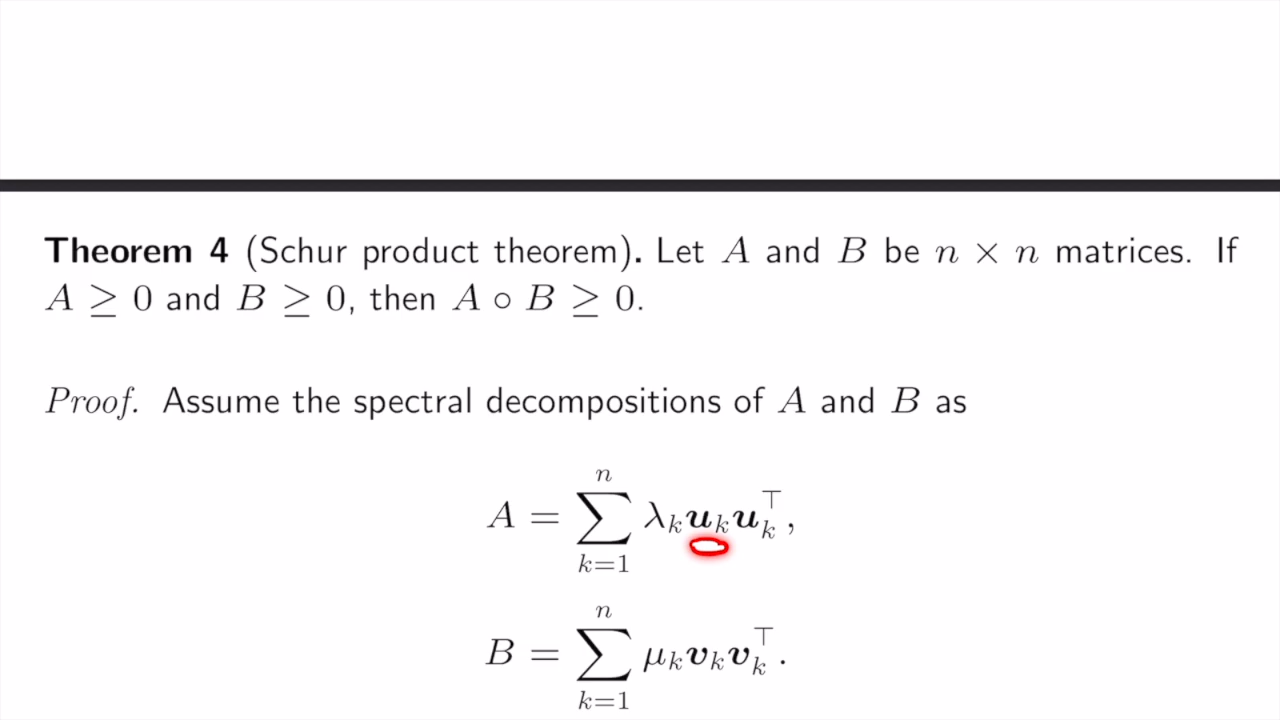 Theorem 4 (Schur product theorem). Let A and B be n × n matrices. If
A ≥ 0 and B ≥ 0, then A ∘ B ≥ 0.
Proof. Assume the spectral decompositions of A and B as
A = ∑_{k=1}^{n} λ_k u_k u_k^⊤,
B = ∑_{k=1}^{n} μ_k v_k v_k^⊤.